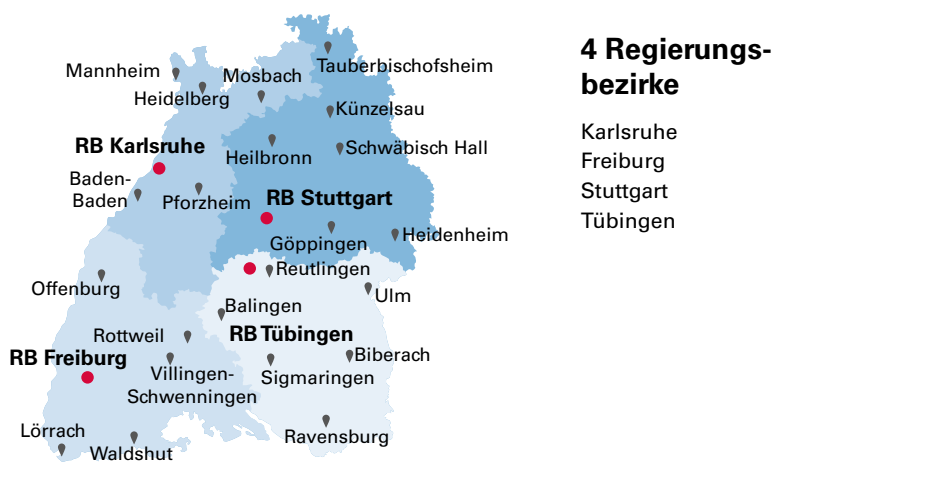 Tauberbischofsheim
Mannheim
Mosbach
Heidelberg
Künzelsau
RB Karlsruhe
Heilbronn
Schwäbisch Hall
Baden-
Baden
Pforzheim
RB Stuttgart
Göppingen
Heidenheim
Reutlingen
Offenburg
Ulm
Balingen
Rottweil
RB Tübingen
RB Freiburg
Biberach
Villingen-
Schwenningen
Sigmaringen
Lörrach
Ravensburg
Waldshut
4 Regierungs-
bezirke
Karlsruhe
Freiburg
Stuttgart
Tübingen